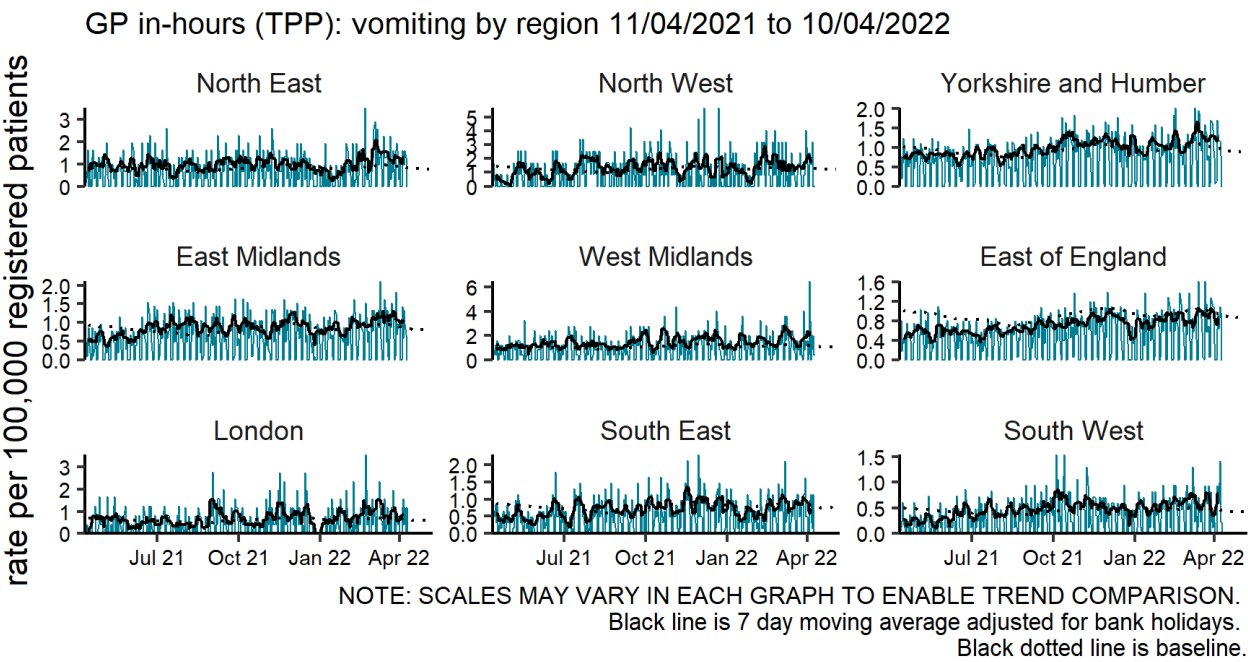 GP in-hours (TPP): vomiting by region 11/04/2021 to 10/04/2022
rate per 100,000 registered patients
North East
3
2
1
0
North West
5
4
3
2
1
0
Yorkshire and Humber
2.0
1.5
1.0
0.5
0.0
East Midlands
2.0
1.5
1.0
0.5
0.0
West Midlands
6
4
2
0
East of England
1.6
1.2
0.8
0.4
0.0
London
3
2
1
0
Jul 21 Oct 21 Jan 22 Apr 22
South East
2.0
1.5
1.0
0.5
0.0
Jul 21 Oct 21 Jan 22 Apr 22
South West
1.5
1.0
0.5
0.0
Jul 21 Oct 21 Jan 22 Apr 22
NOTE: SCALES MAY VARY IN EACH GRAPH TO ENABLE TREND COMPARISON.
Black line is 7 day moving average adjusted for bank holidays.
Black dotted line is baseline.